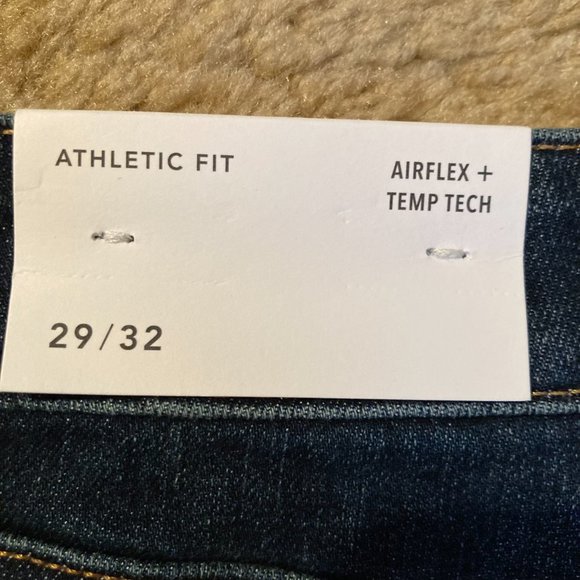 ATHLETIC FIT
AIRFLEX +
TEMP TECH
29/32